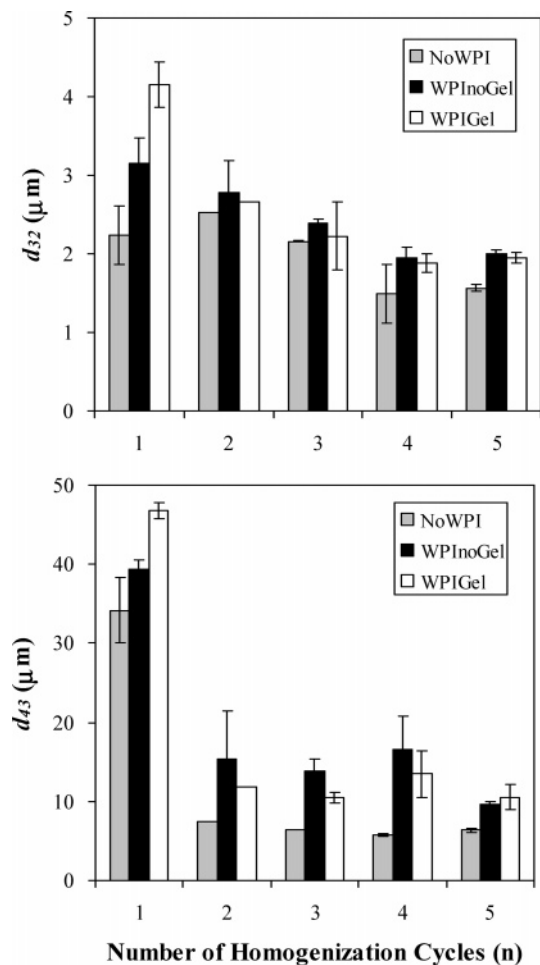 5
4
3
2
1
0
d32 (μm)
NoWPI
WPInoGel
WPIGel
1 2 3 4 5
50
40
30
20
10
0
d43 (μm)
NoWPI
WPInoGel
WPIGel
1 2 3 4 5
Number of Homogenization Cycles (n)